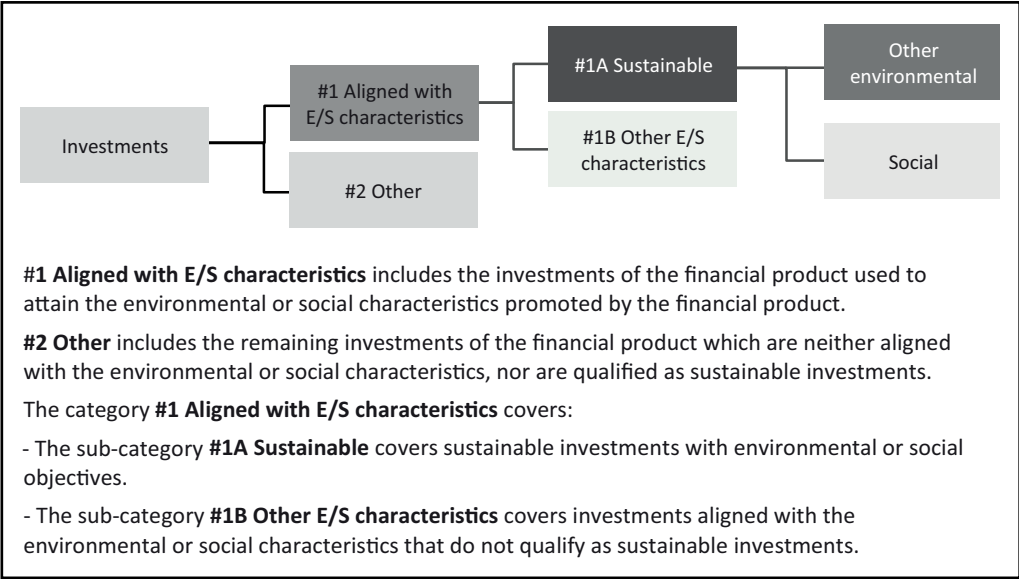 Investments
#1 Aligned with
E/S characteristics
#2 Other
#1A Sustainable
#1B Other E/S
characteristics
Other
environmental
Social
#1 Aligned with E/S characteristics includes the investments of the financial product used to
attain the environmental or social characteristics promoted by the financial product.
#2 Other includes the remaining investments of the financial product which are neither aligned
with the environmental or social characteristics, nor are qualified as sustainable investments.
The category #1 Aligned with E/S characteristics covers:
- The sub-category #1A Sustainable covers sustainable investments with environmental or social
objectives.
- The sub-category #1B Other E/S characteristics covers investments aligned with the
environmental or social characteristics that do not qualify as sustainable investments.